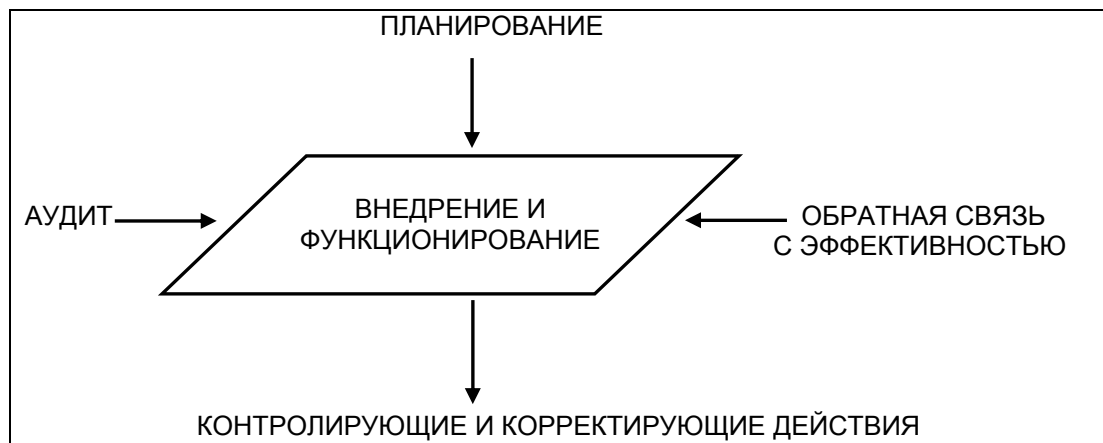 ПЛАНИРОВАНИЕ
АУДИТ
ВНЕДРЕНИЕ И
ФУНКЦИОНИРОВАНИЕ
ОБРАТНАЯ СВЯЗЬ
С ЭФФЕКТИВНОСТЬЮ
КОНТРОЛИРУЮЩИЕ И КОРРЕКТИРУЮЩИЕ ДЕЙСТВИЯ